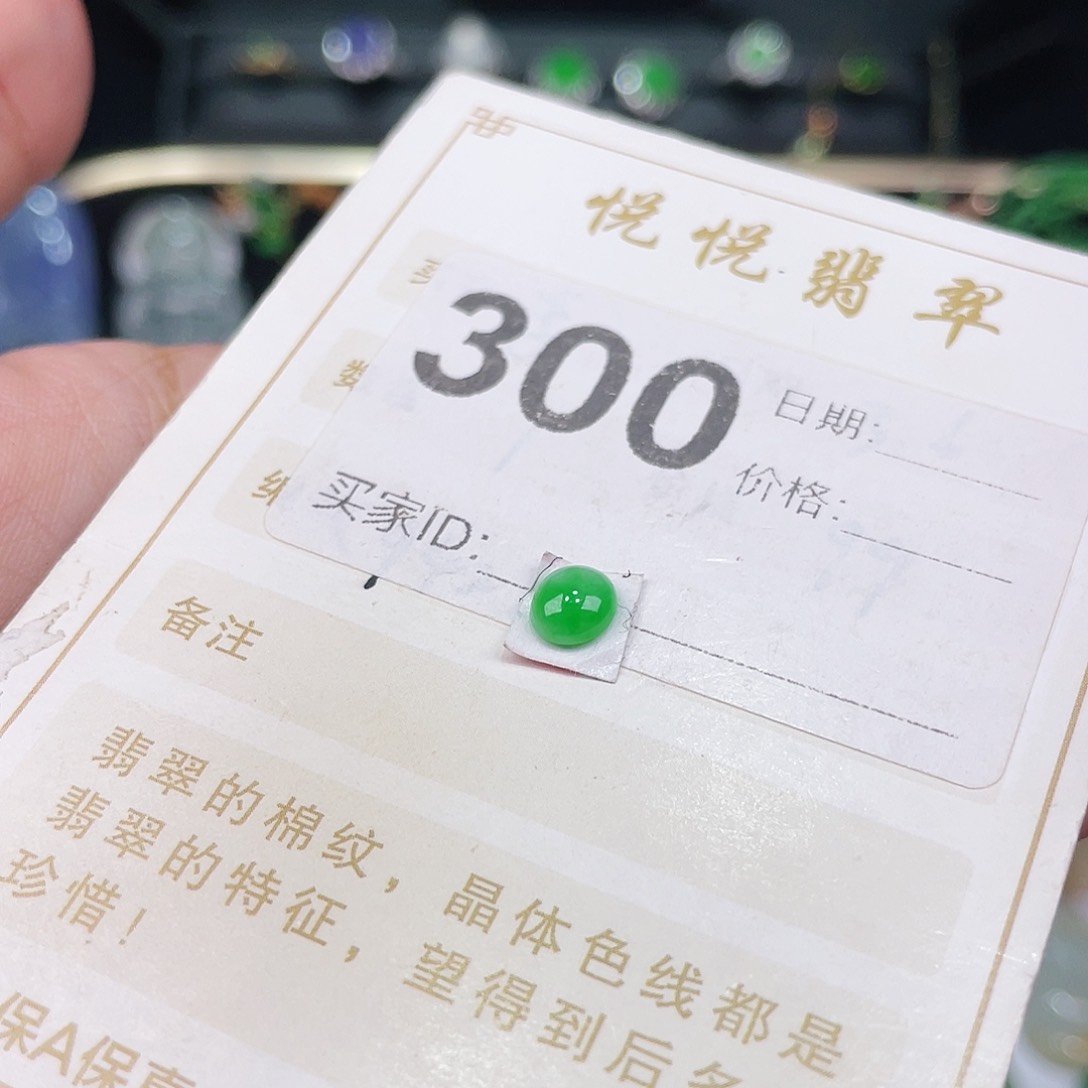 悦悦翡翠
300
日期:
价格:
买家ID:
备注
翡翠的棉纹，晶体色线都是
翡翠的特征，望得到后多
珍惜！
保A保真